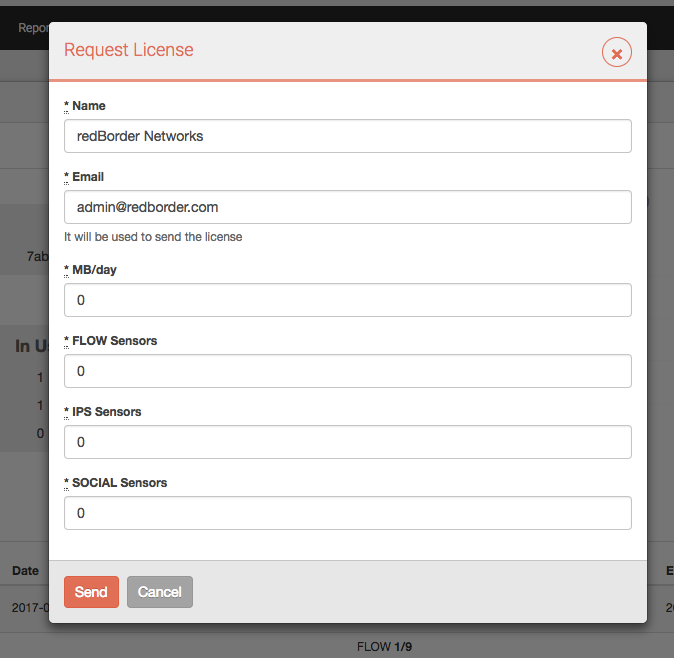 Repor
Request License
* Name
redBorder Networks
* Email
admin@redborder.com
It will be used to send the license
7ab
* MB/day
0
* FLOW Sensors
In U
0
1
* IPS Sensors
1
0
0
* SOCIAL Sensors
0
Date
E
Send Cancel
2017-0
20
FLOW 1/9